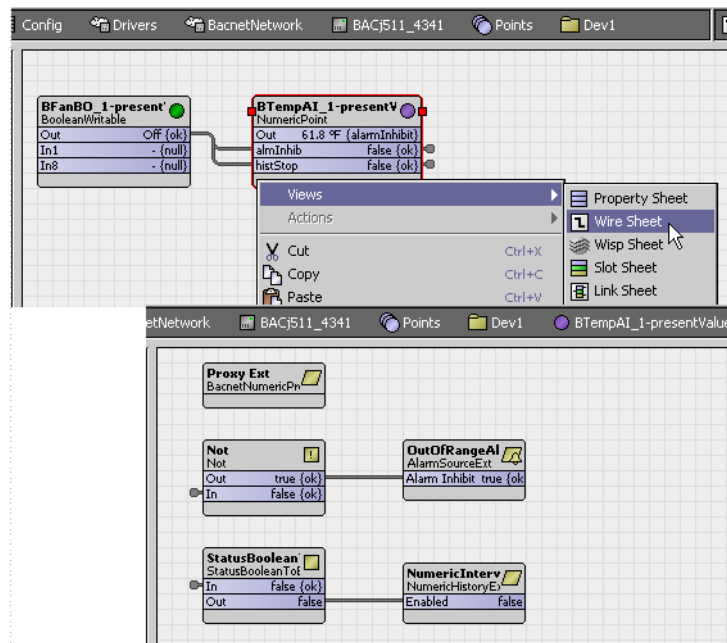 Config Drivers BacnetNetwork BACj511_4341 Points Dev1
BFanBO_1-present'
BooleanWritable
Out Off {ok}
In1 - {null}
In8 - {null}
BTempAI_1-presentV
NumericPoint
Out 61.8 ºF {alarmInhibit}
almInhib false {ok}
histStop false {ok}
Views
Actions
Cut Ctrl+X
Copy Ctrl+C
Paste Ctrl+V
Property Sheet
Wire Sheet
Wisp Sheet
Slot Sheet
Link Sheet
etNetwork BACj511_4341 Points Dev1 BTempAI_1-presentValue
Proxy Ext
BacnetNumericPr
Not
Not
Out true {ok}
In false {ok}
OutOfRangeAl
AlarmSourceExt
Alarm Inhibit true {ok
StatusBoolean
StatusBooleanToB
In false {ok}
Out false
NumericInterv
NumericHistoryEx
Enabled false